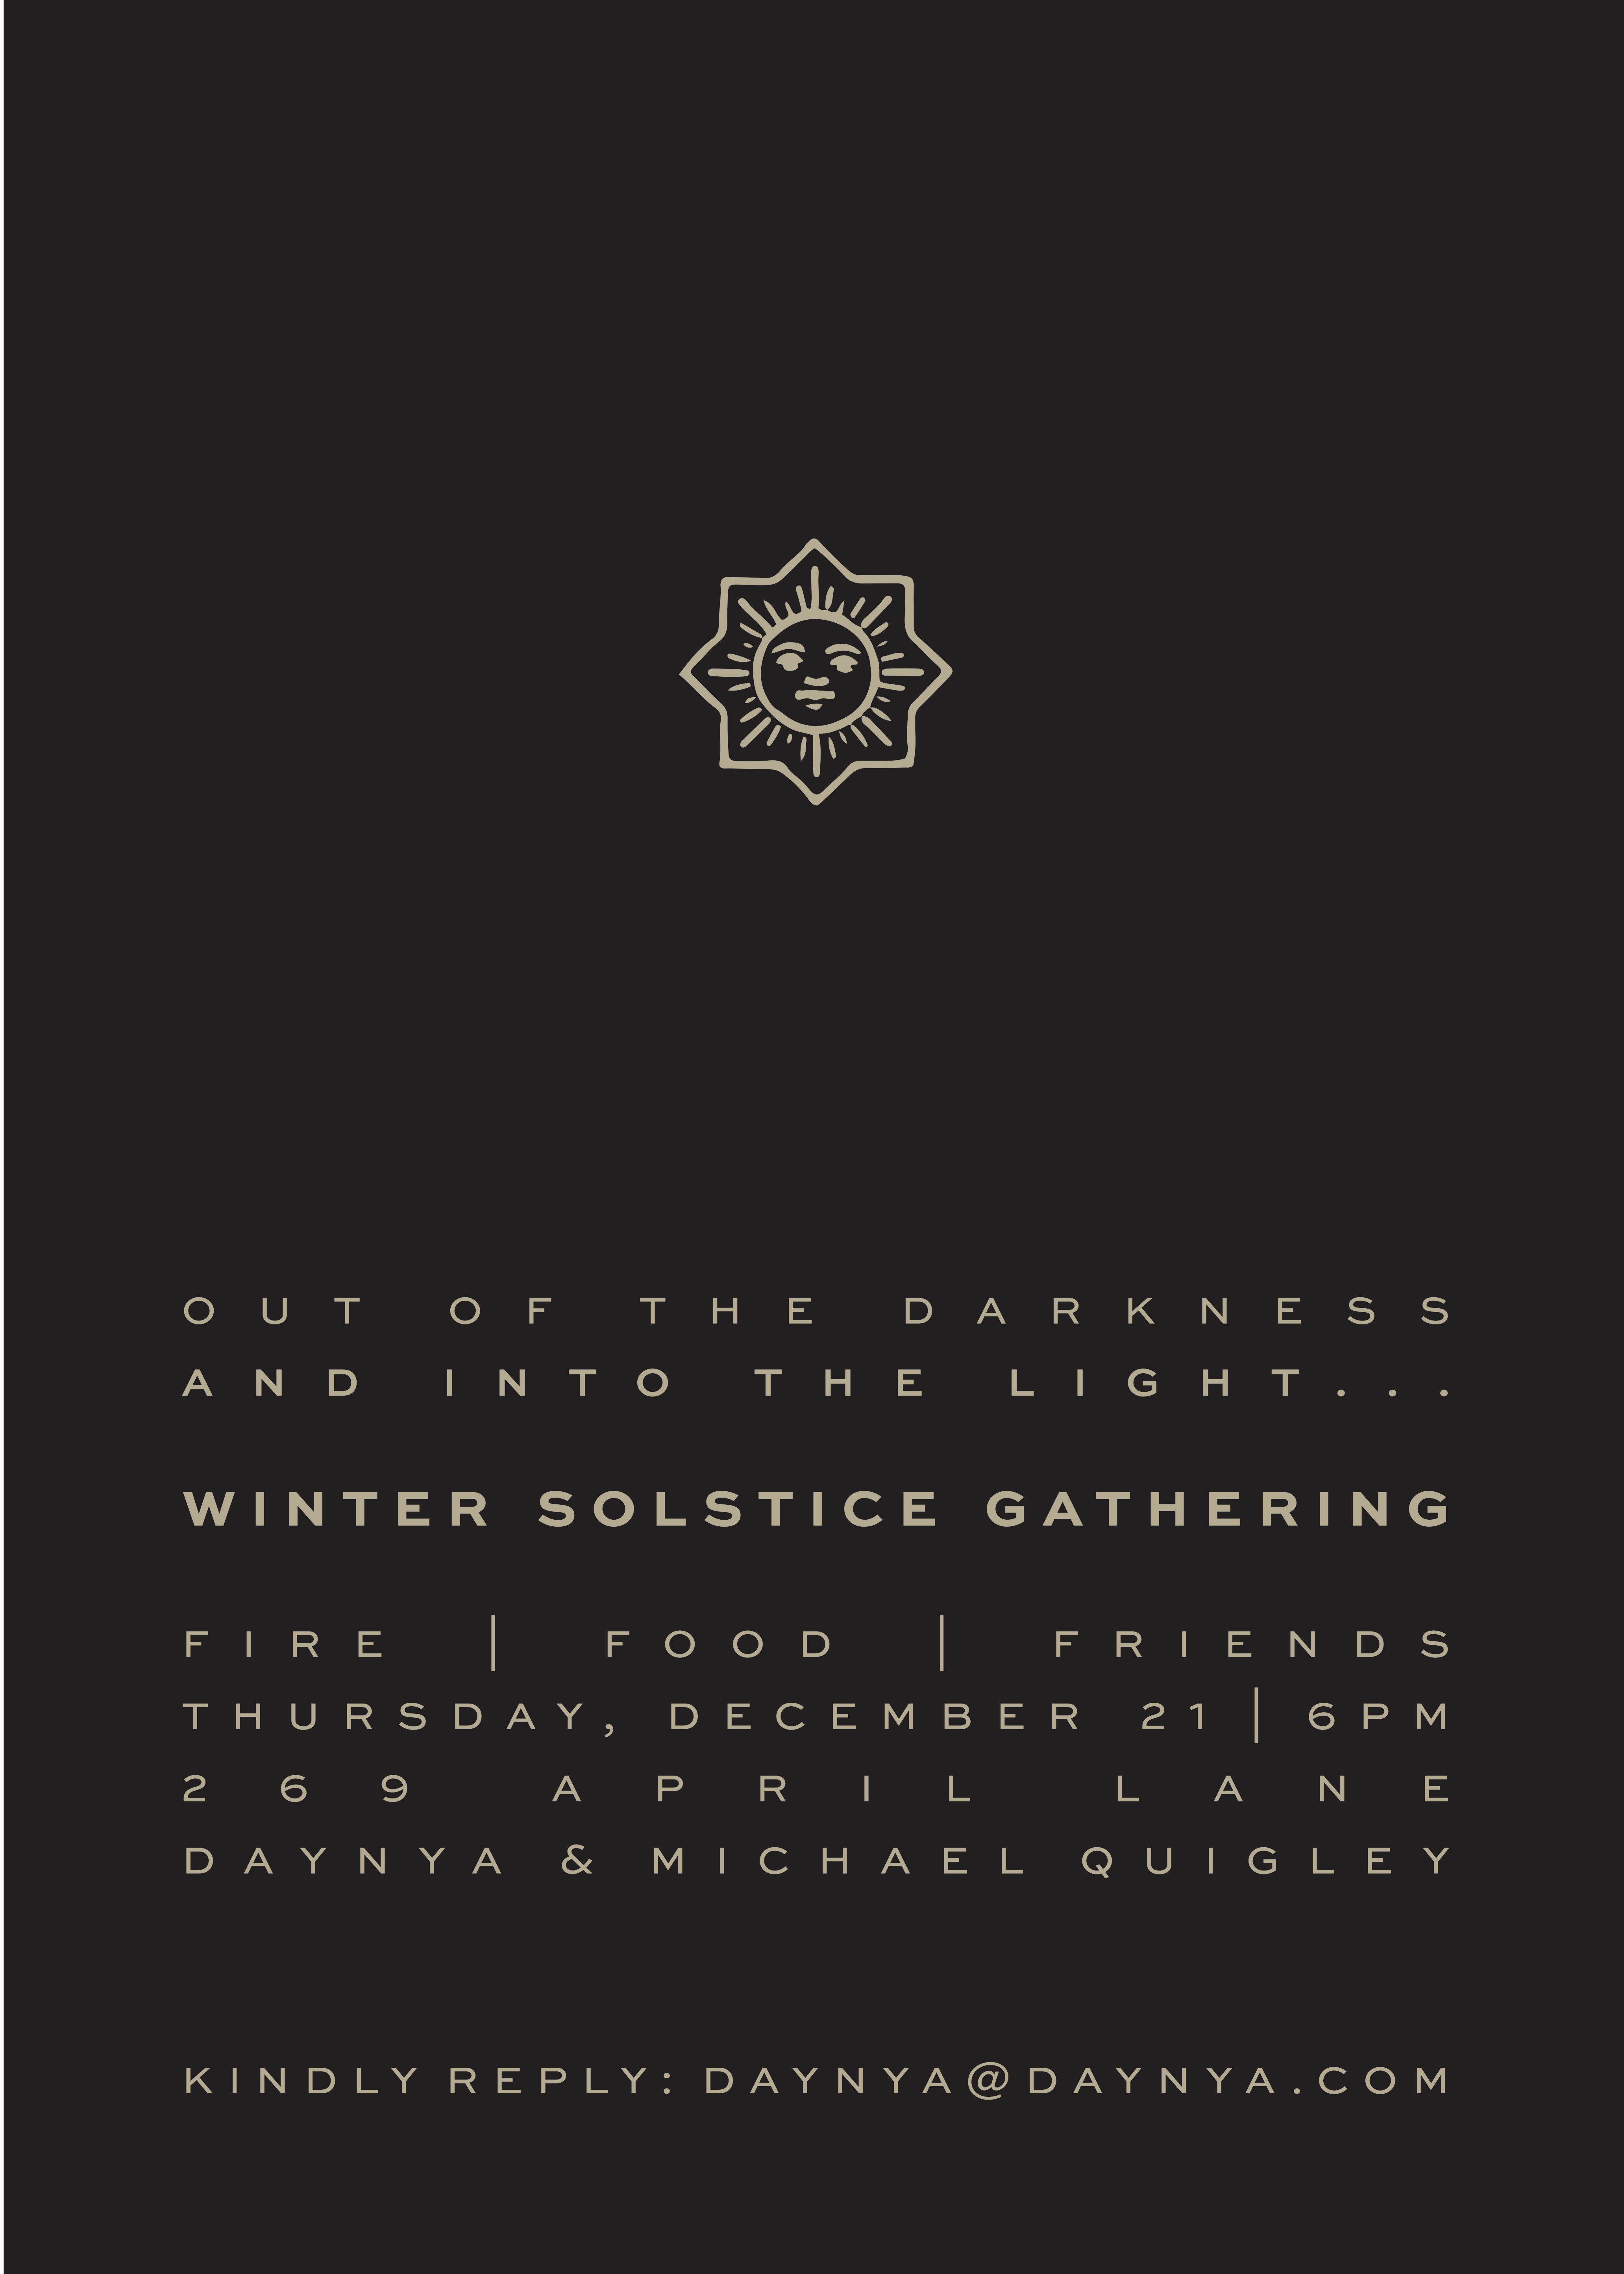 OUT OF THE DARKNESS
AND INTO THE LIGHT...
WINTER SOLSTICE GATHERING
FIRE | FOOD | FRIENDS
THURSDAY, DECEMBER 21 | 6PM
269 APRIL LANE
DAYNYA & MICHAEL QUIGLEY
KINDLY REPLY: DAYNYA@DAYNYA.COM